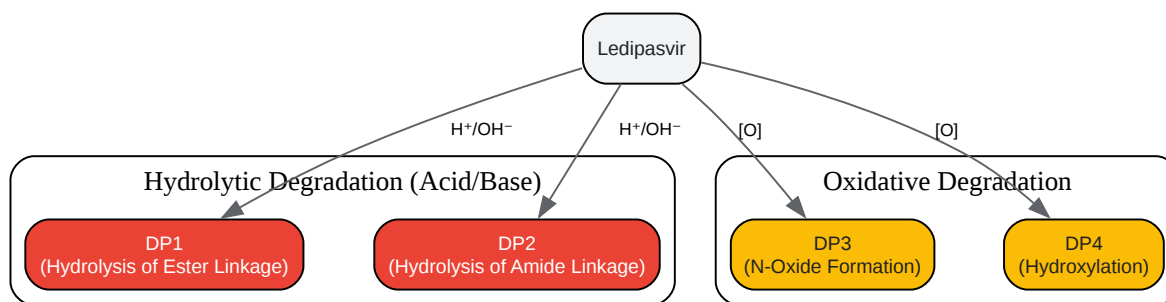 Ledipasvir
H⁺/OH⁻
H⁺/OH⁻
[O]
[O]
Hydrolytic Degradation (Acid/Base)
Oxidative Degradation
DP1
(Hydrolysis of Ester Linkage)
DP2
(Hydrolysis of Amide Linkage)
DP3
(N-Oxide Formation)
DP4
(Hydroxylation)